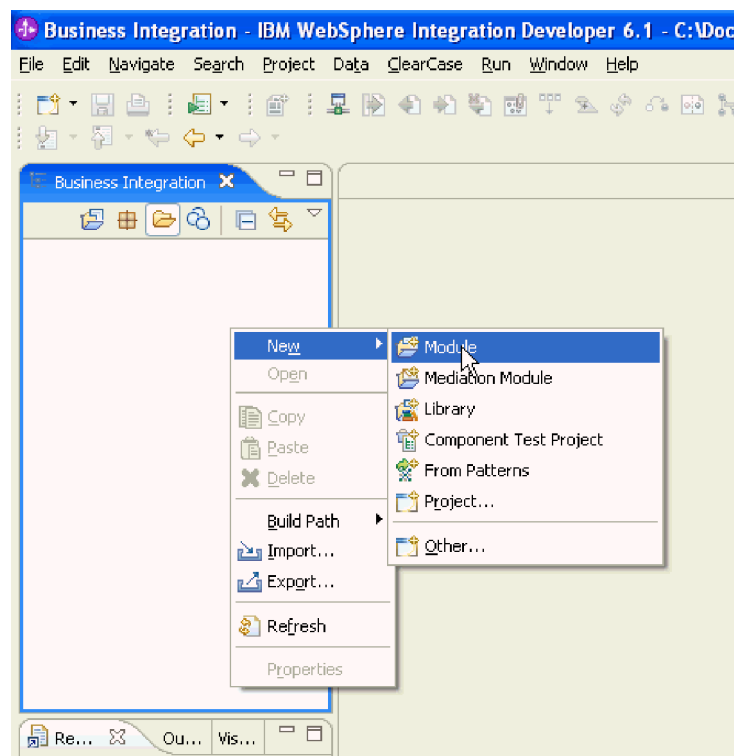 Business Integration - IBM WebSphere Integration Developer 6.1 - C:\Doc
File Edit Navigate Search Project Data ClearCase Run Window Help
Business Integration
New
Module
Open
Mediation Module
Copy
Library
Paste
Component Test Project
Delete
From Patterns
Build Path
Project...
Import...
Other...
Export...
Refresh
Properties
Re... Ou... Vis...